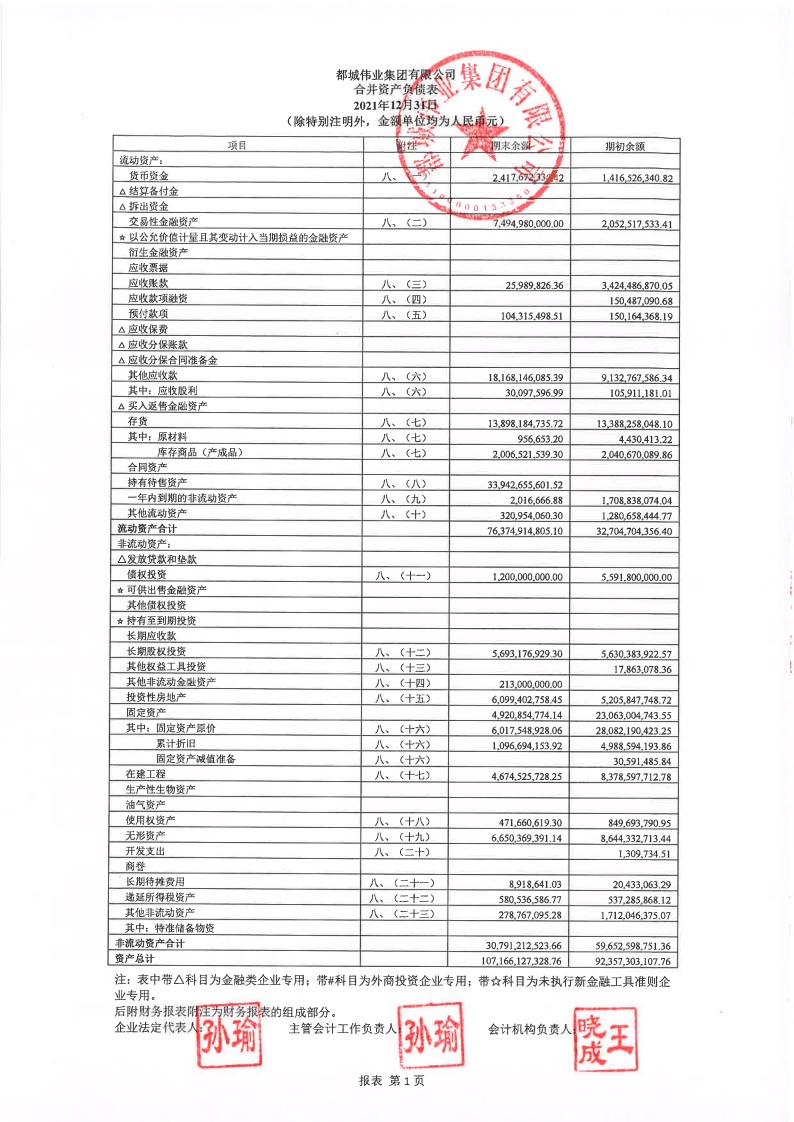 都城伟业集团有限公司
合并资产负债表
2021年12月31日
（除特别注明外，金额单位均为人民币元）
项目 附注 期末余额 期初余额
流动资产：
货币资金 八、（一） 2,417,672,330.42 1,416,526,340.82
△结算备付金
△拆出资金
交易性金融资产 八、（二） 7,494,980,000.00 2,052,517,533.41
☆以公允价值计量且其变动计入当期损益的金融资产
衍生金融资产
应收票据
应收账款 八、（三） 25,989,826.36 3,424,486,870.05
应收款项融资 八、（四） 150,487,090.68
预付款项 八、（五） 104,315,498.51 150,164,368.19
△应收保费
△应收分保账款
△应收分保合同准备金
其他应收款 八、（六） 18,168,146,085.39 9,132,767,586.34
其中：应收股利 八、（六） 30,097,596.99 105,911,181.01
△买入返售金融资产
存货 八、（七） 13,898,184,735.72 13,388,258,048.10
其中：原材料 八、（七） 956,653.20 4,430,413.22
库存商品（产成品） 八、（七） 2,006,521,539.30 2,040,670,089.86
合同资产
持有待售资产 八、（八） 33,942,655,601.52
一年内到期的非流动资产 八、（九） 2,016,666.88 1,708,838,074.04
其他流动资产 八、（十） 320,954,060.30 1,280,658,444.77
流动资产合计 76,374,914,805.10 32,704,704,356.40
非流动资产：
△发放贷款和垫款
债权投资 八、（十一） 1,200,000,000.00 5,591,800,000.00
☆可供出售金融资产
其他债权投资
☆持有至到期投资
长期应收款
长期股权投资 八、（十二） 5,693,176,929.30 5,630,383,922.57
其他权益工具投资 八、（十三） 17,863,078.36
其他非流动金融资产 八、（十四） 213,000,000.00
投资性房地产 八、（十五） 6,099,402,758.45 5,205,847,748.72
固定资产 4,920,854,774.14 23,063,004,743.55
其中：固定资产原价 八、（十六） 6,017,548,928.06 28,082,190,423.25
累计折旧 八、（十六） 1,096,694,153.92 4,988,594,193.86
固定资产减值准备 八、（十六） 30,591,485.84
在建工程 八、（十七） 4,674,525,728.25 8,378,597,712.78
生产性生物资产
油气资产
使用权资产 八、（十八） 471,660,619.30 849,693,790.95
无形资产 八、（十九） 6,650,369,391.14 8,644,332,713.44
开发支出 八、（二十） 1,309,734.51
商誉
长期待摊费用 八、（二十一） 8,918,641.03 20,433,063.29
递延所得税资产 八、（二十二） 580,536,586.77 537,285,868.12
其他非流动资产 八、（二十三） 278,767,095.28 1,712,046,375.07
其中：特准储备物资
非流动资产合计 30,791,212,523.66 59,652,598,751.36
资产总计 107,166,127,328.76 92,357,303,107.76
注：表中带△科目为金融类企业专用；带#科目为外商投资企业专用；带☆科目为未执行新金融工具准则企
业专用。
后附财务报表附注为财务报表的组成部分。
企业法定代表人： 孙瑜 主管会计工作负责人： 孙瑜 会计机构负责人： 王晓成
报表 第 1 页